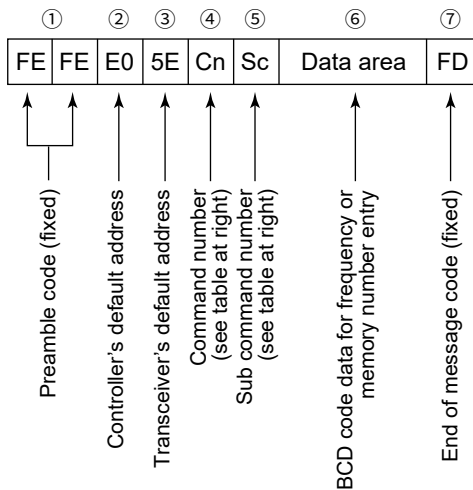 ① ② ③ ④ ⑤ ⑥ ⑦
FE FE E0 5E Cn Sc Data area FD
Preamble code (fixed)
Controller's default address
Transceiver's default address
Command number
(see table at right)
Sub command number
(see table at right)
BCD code data for frequency or
memory number entry
End of message code (fixed)